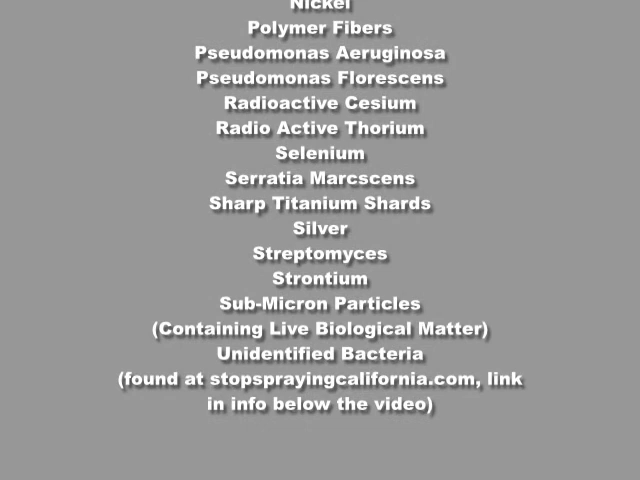 Nickel
Polymer Fibers
Pseudomonas Aeruginosa
Pseudomonas Florescens
Radioactive Cesium
Radio Active Thorium
Selenium
Serratia Marcscens
Sharp Titanium Shards
Silver
Streptomyces
Strontium
Sub-Micron Particles
(Containing Live Biological Matter)
Unidentified Bacteria
(found at stopsprayingcalifornia.com, link
in info below the video)